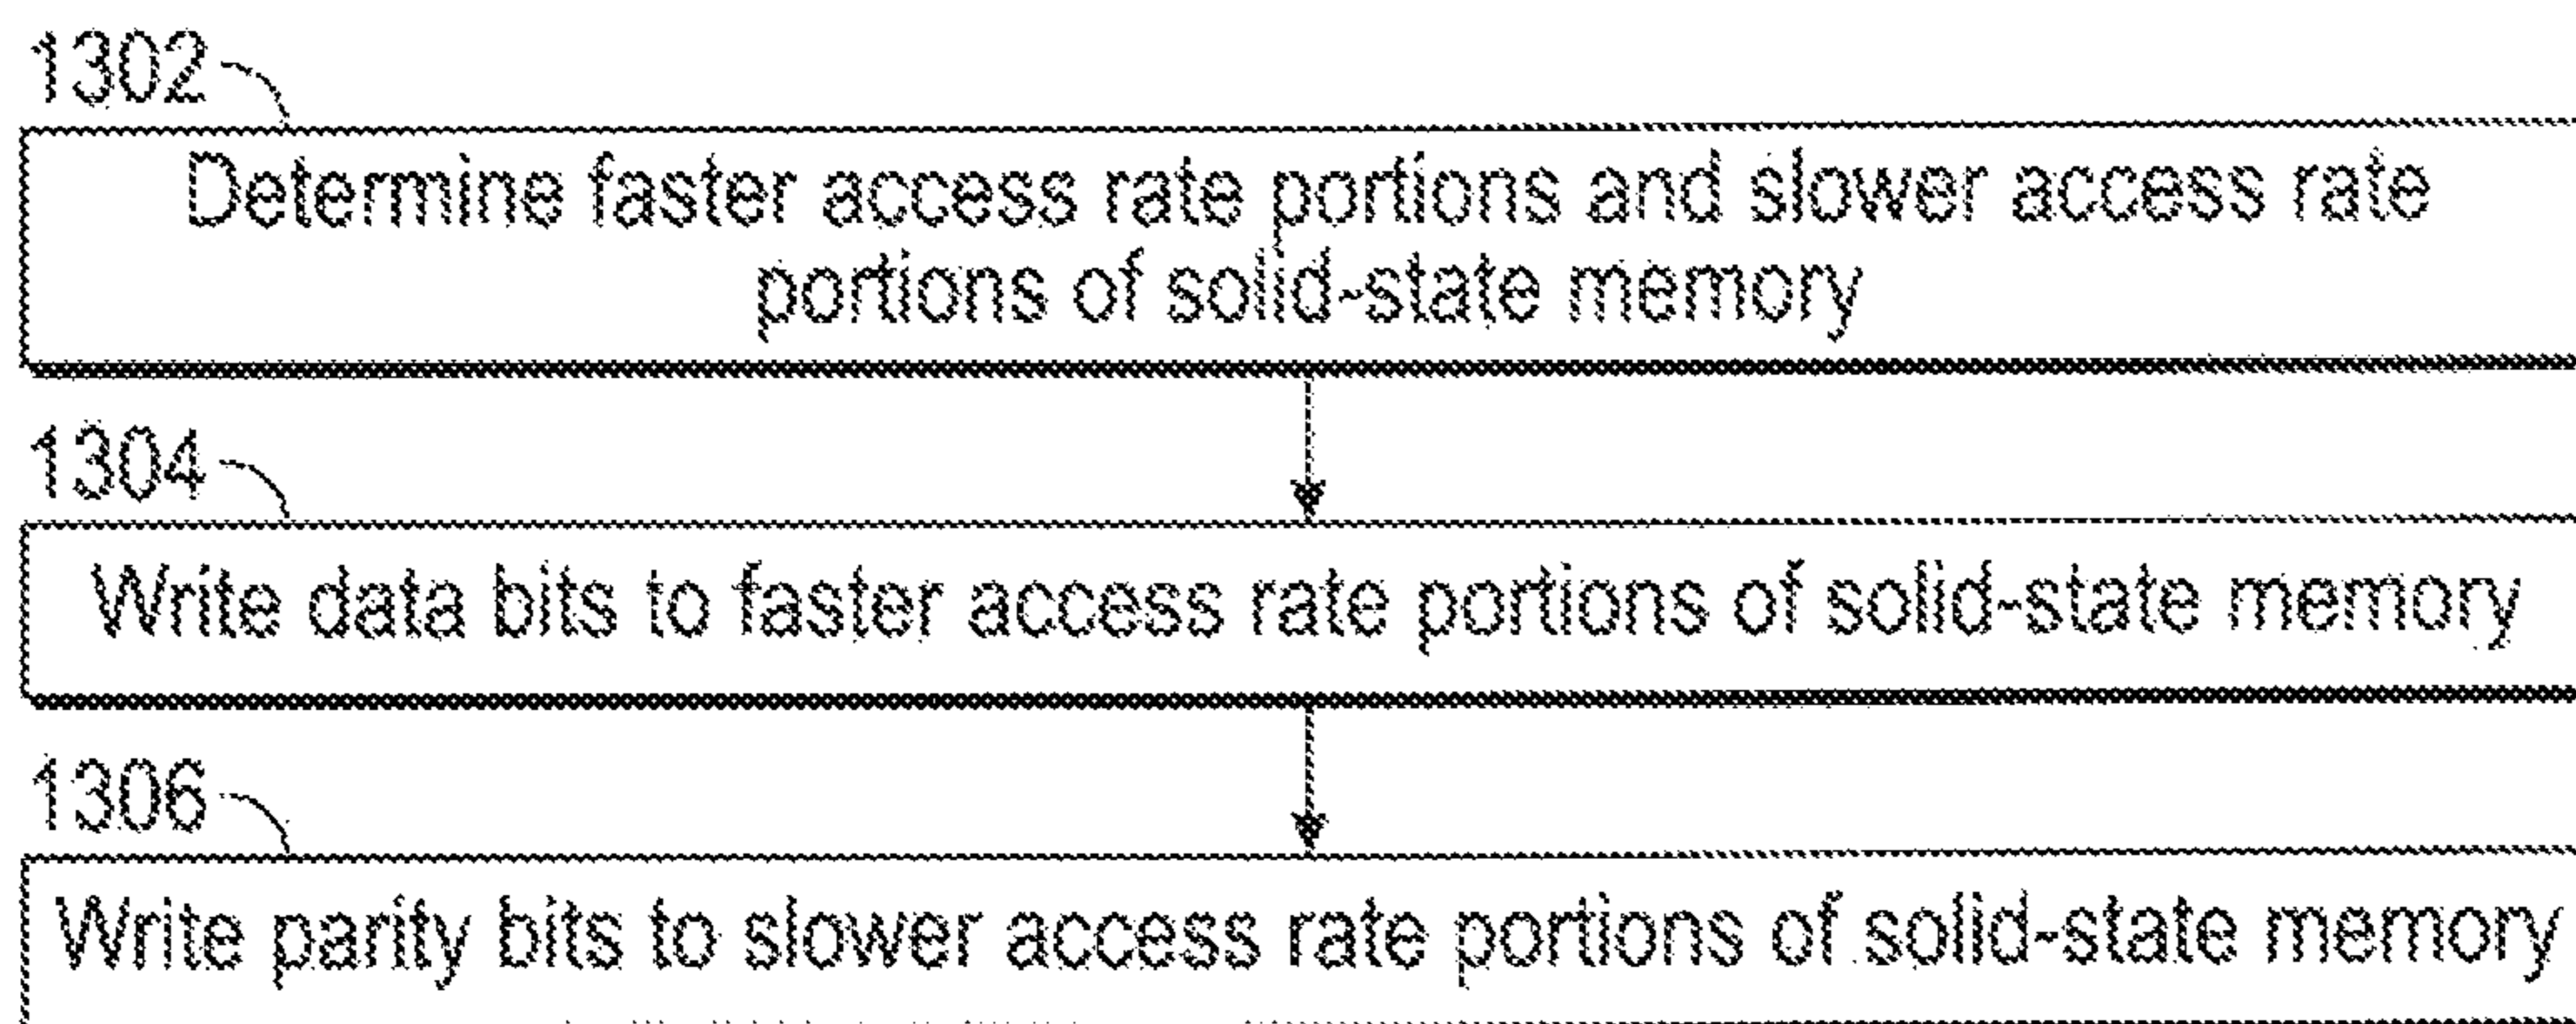 1302
Determine faster access rate portions and slower access rate
portions of solid-state memory
1304
Write data bits to faster access rate portions of solid-state memory
1306
Write parity bits to slower access rate portions of solid-state memory